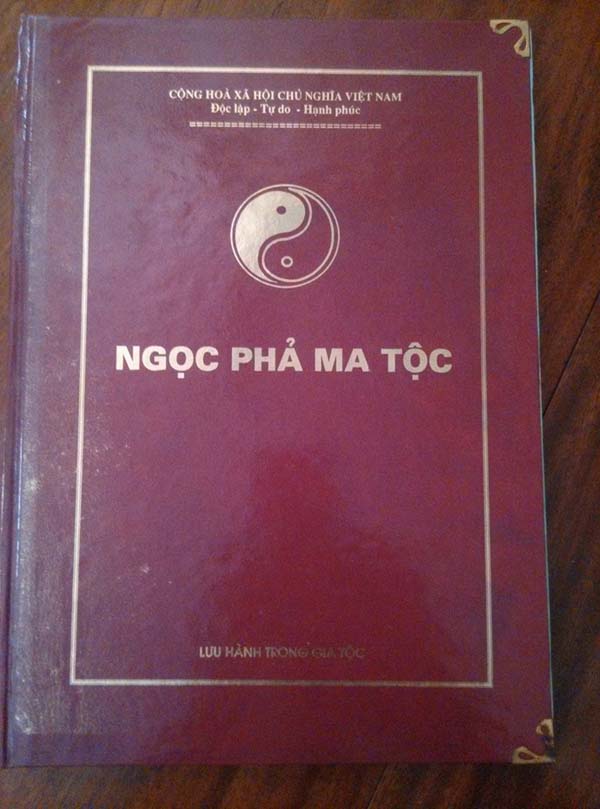 CỘNG HOÀ XÃ HỘI CHỦ NGHĨA VIỆT NAM
Độc lập - Tự do - Hạnh phúc
===========================
NGỌC PHẢ MA TỘC
LƯU HÀNH TRONG GIA TỘC